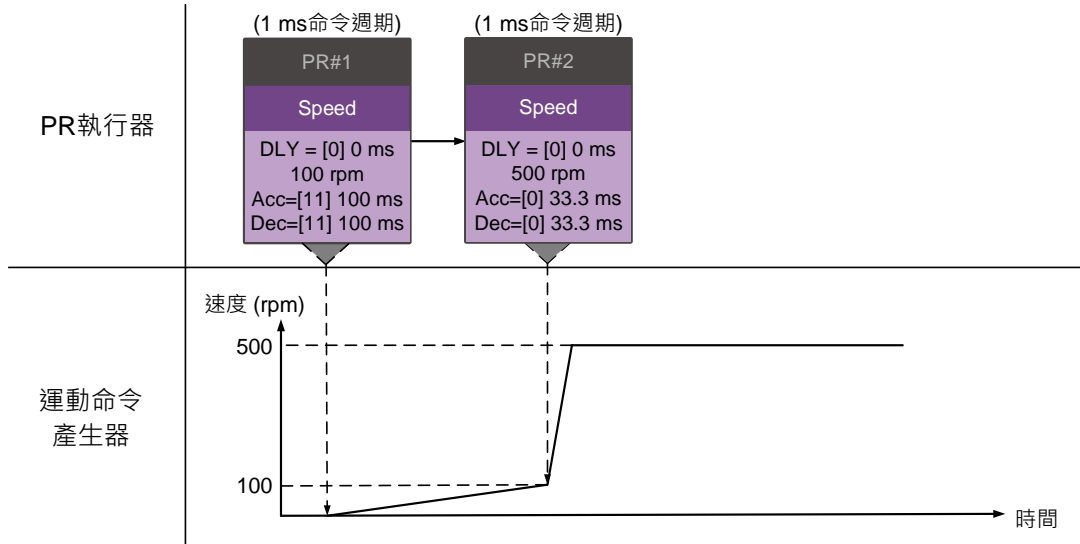 (1 ms命令週期)
(1 ms命令週期)
PR執行器
PR#1
Speed
DLY = [0] 0 ms
100 rpm
Acc=[11] 100 ms
Dec=[11] 100 ms
PR#2
Speed
DLY = [0] 0 ms
500 rpm
Acc=[0] 33.3 ms
Dec=[0] 33.3 ms
運動命令
產生器
速度 (rpm)
500
100
時間